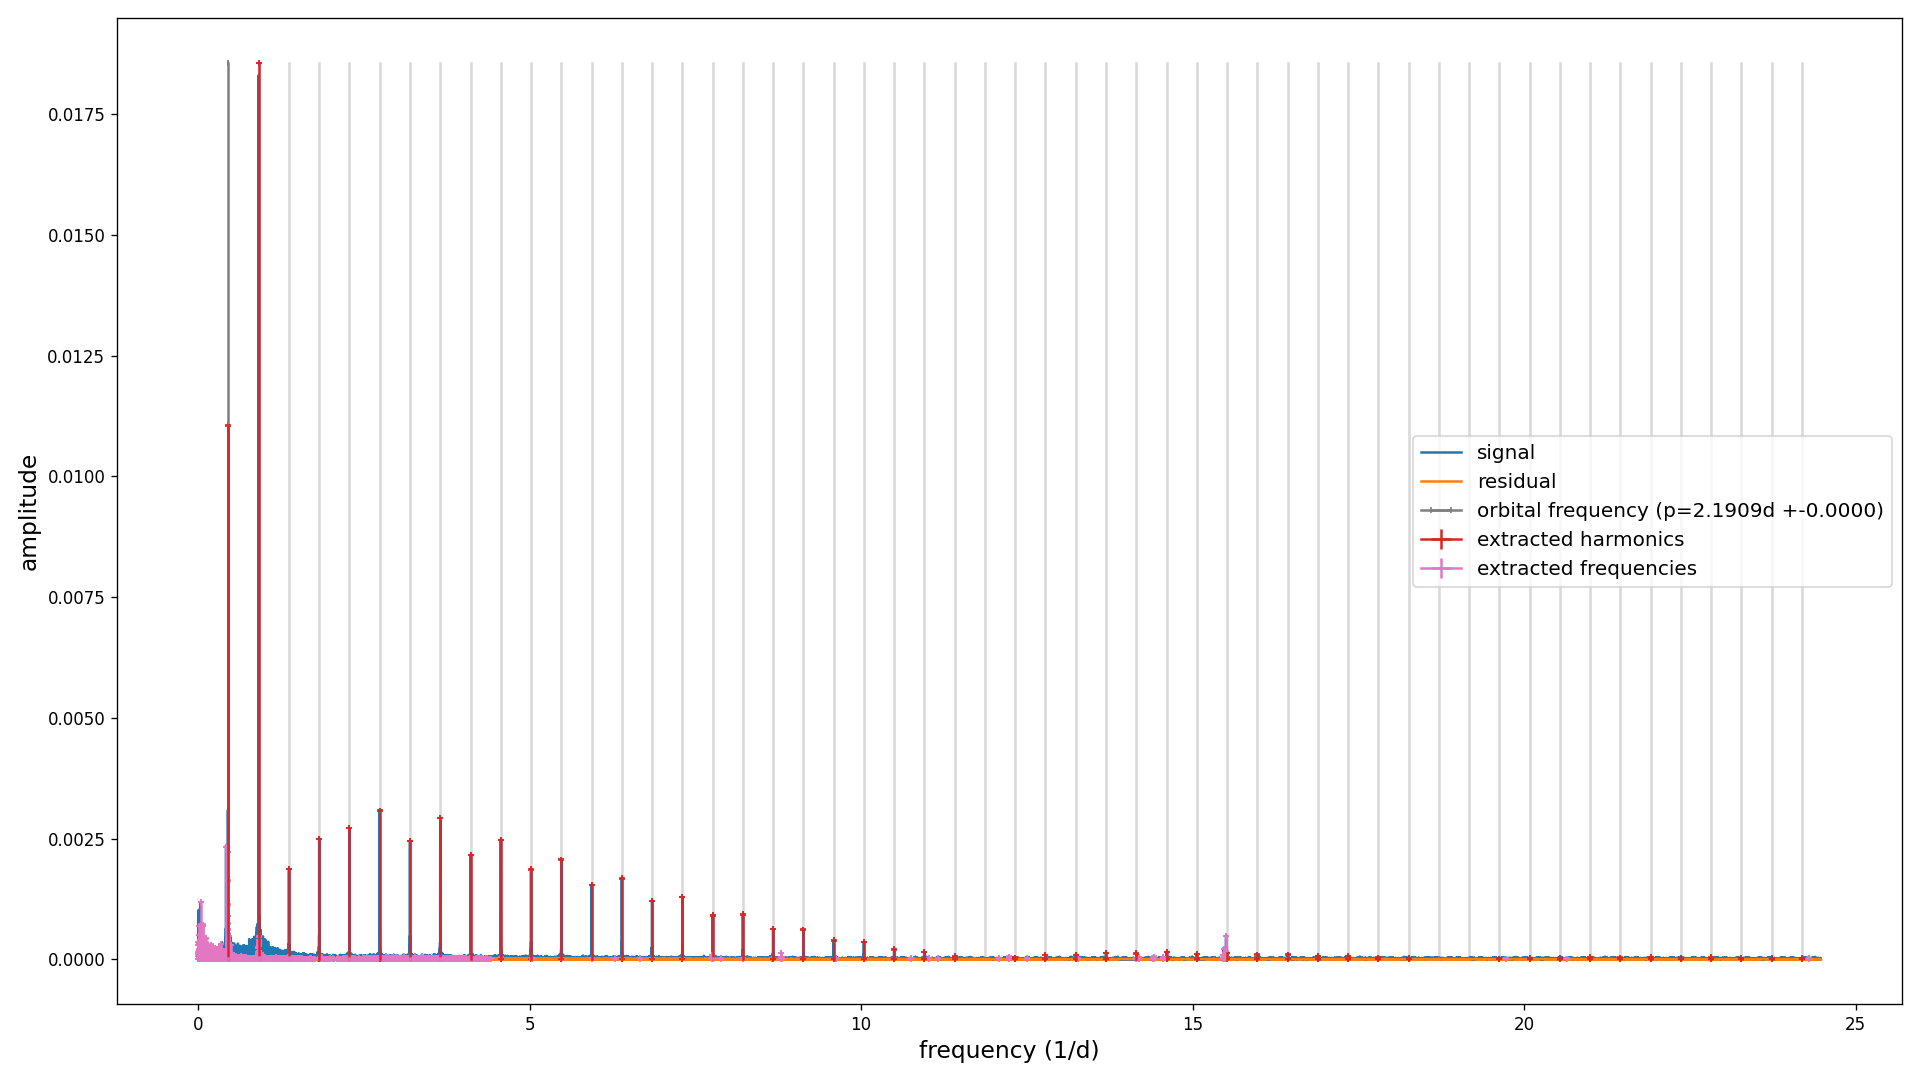 0.0175
0.0150
0.0125
0.0100
0.0075
0.0050
0.0025
0.0000
amplitude
signal
residual
orbital frequency (p=2.1909d +-0.0000)
extracted harmonics
extracted frequencies
0 5 10 15 20 25
frequency (1/d)